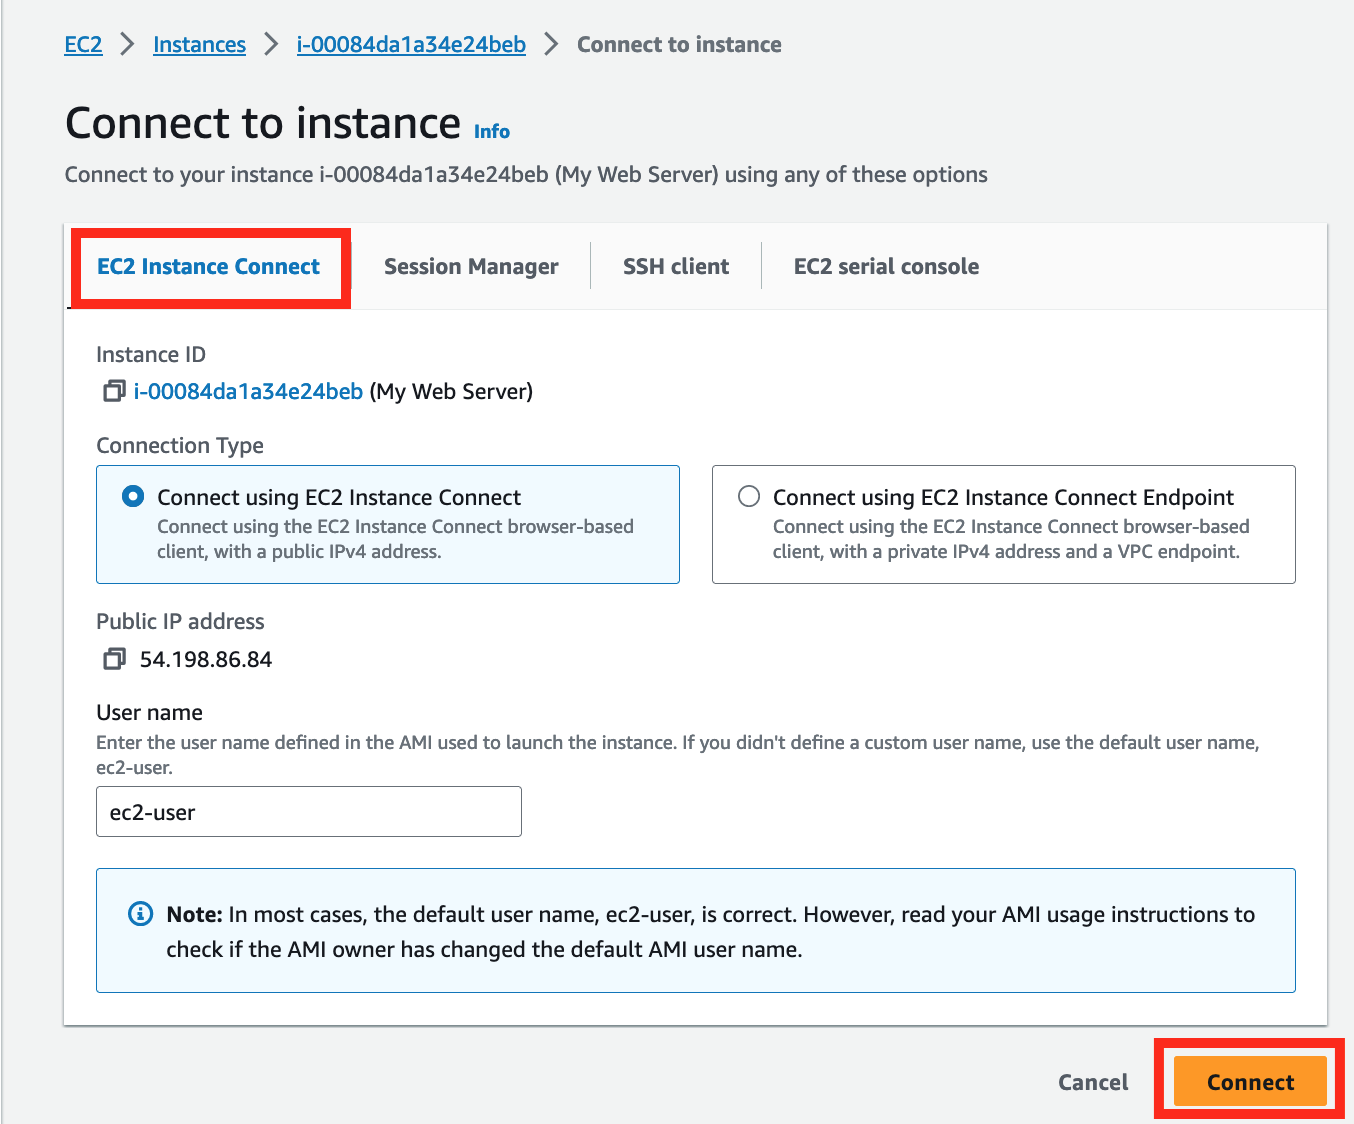 EC2 > Instances > i-00084da1a34e24beb > Connect to instance
Connect to instance Info
Connect to your instance i-00084da1a34e24beb (My Web Server) using any of these options
EC2 Instance Connect Session Manager SSH client EC2 serial console
Instance ID
i-00084da1a34e24beb (My Web Server)
Connection Type
Connect using EC2 Instance Connect
Connect using the EC2 Instance Connect browser-based
client, with a public IPv4 address.
Connect using EC2 Instance Connect Endpoint
Connect using the EC2 Instance Connect browser-based
client, with a private IPv4 address and a VPC endpoint.
Public IP address
54.198.86.84
User name
Enter the user name defined in the AMI used to launch the instance. If you didn't define a custom user name, use the default user name,
ec2-user.
ec2-user
Note: In most cases, the default user name, ec2-user, is correct. However, read your AMI usage instructions to
check if the AMI owner has changed the default AMI user name.
Cancel Connect